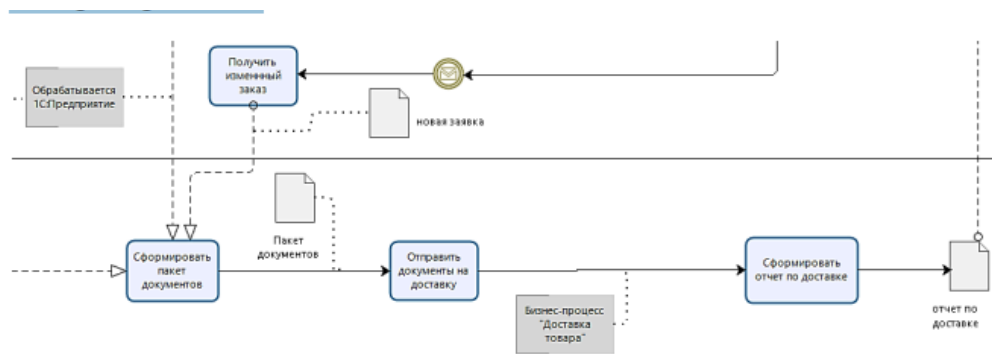 Получить
изменнный
заказ
Обрабатывается
1С:Предприятие
новая заявка
Пакет
документов
Сформировать
пакет
документов
Отправить
документы на
доставку
Сформировать
отчет по доставке
Бизнес-процесс
"Доставка
товара"
отчет по
доставке